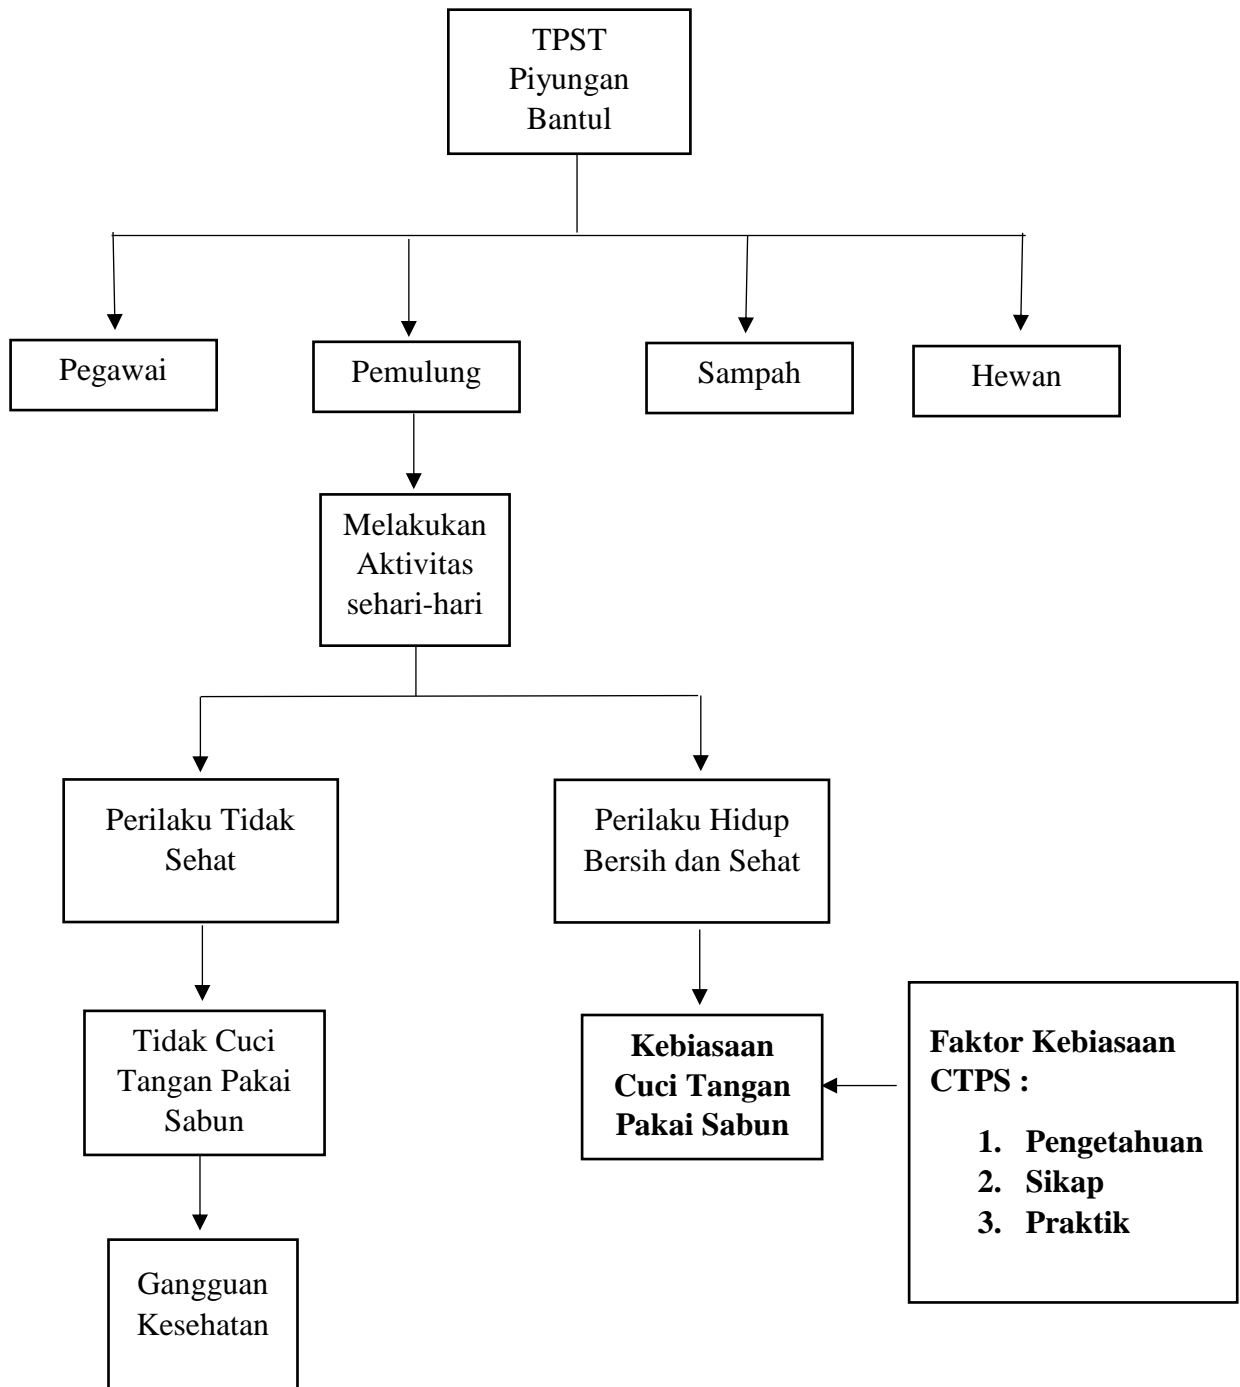 TPST
Piyungan
Bantul
Pegawai
Pemulung
Sampah
Hewan
Melakukan
Aktivitas
sehari-hari
Perilaku Tidak
Sehat
Perilaku Hidup
Bersih dan Sehat
Tidak Cuci
Tangan Pakai
Sabun
Kebiasaan
Cuci Tangan
Pakai Sabun
Faktor Kebiasaan
CTPS :
1. Pengetahuan
2. Sikap
3. Praktik
Gangguan
Kesehatan